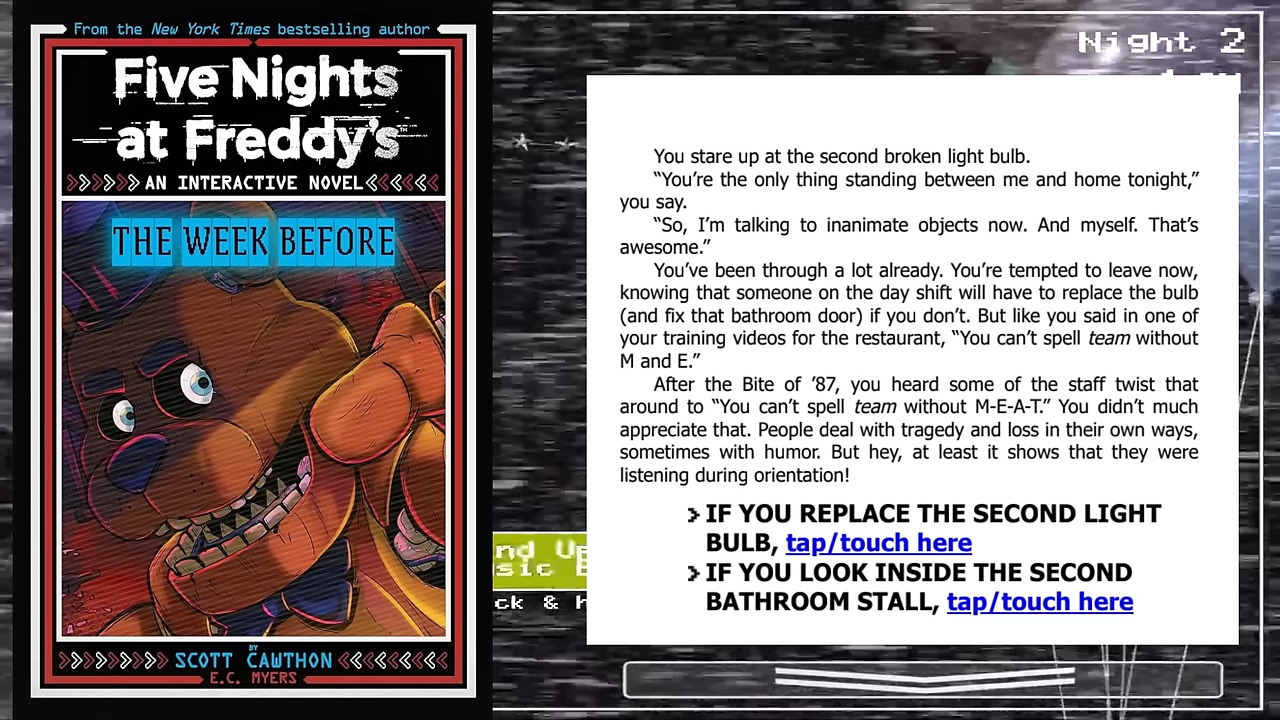 From the New York Times bestselling author
Five Nights
at Freddy's™
AN INTERACTIVE NOVEL
THE WEEK BEFORE
BY
SCOTT CAWTHON
E.C. MYERS
Night 2
You stare up at the second broken light bulb.
“You’re the only thing standing between me and home tonight,”
you say.
“So, I’m talking to inanimate objects now. And myself. That’s
awesome.”
You’ve been through a lot already. You’re tempted to leave now,
knowing that someone on the day shift will have to replace the bulb
(and fix that bathroom door) if you don’t. But like you said in one of
your training videos for the restaurant, “You can’t spell team without
M and E.”
After the Bite of ’87, you heard some of the staff twist that
around to “You can’t spell team without M-E-A-T.” You didn’t much
appreciate that. People deal with tragedy and loss in their own ways,
sometimes with humor. But hey, at least it shows that they were
listening during orientation!
IF YOU REPLACE THE SECOND LIGHT
BULB, tap/touch here
IF YOU LOOK INSIDE THE SECOND
BATHROOM STALL, tap/touch here
nd Up
sic B
ck & h